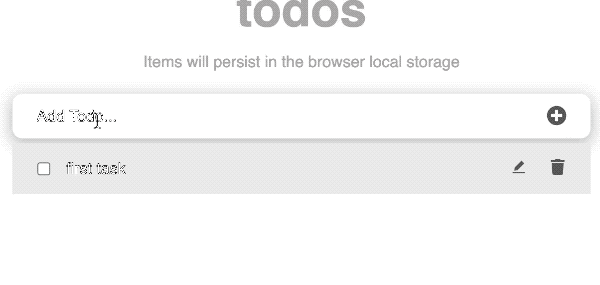 todos
Items will persist in the browser local storage
Add Todo...
first task